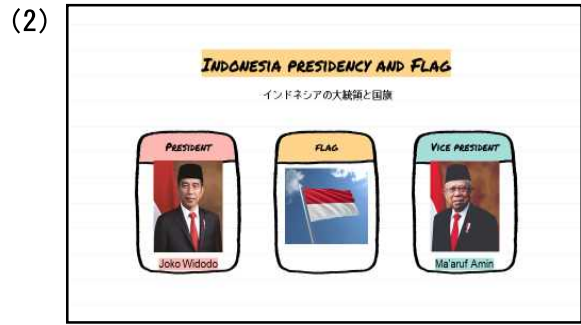 (2)
INDONESIA PRESIDENCY AND FLAG
インドネシアの大統領と国旗
PRESIDENT
FLAG
VICE PRESIDENT
Joko Widodo
Ma'aruf Amin